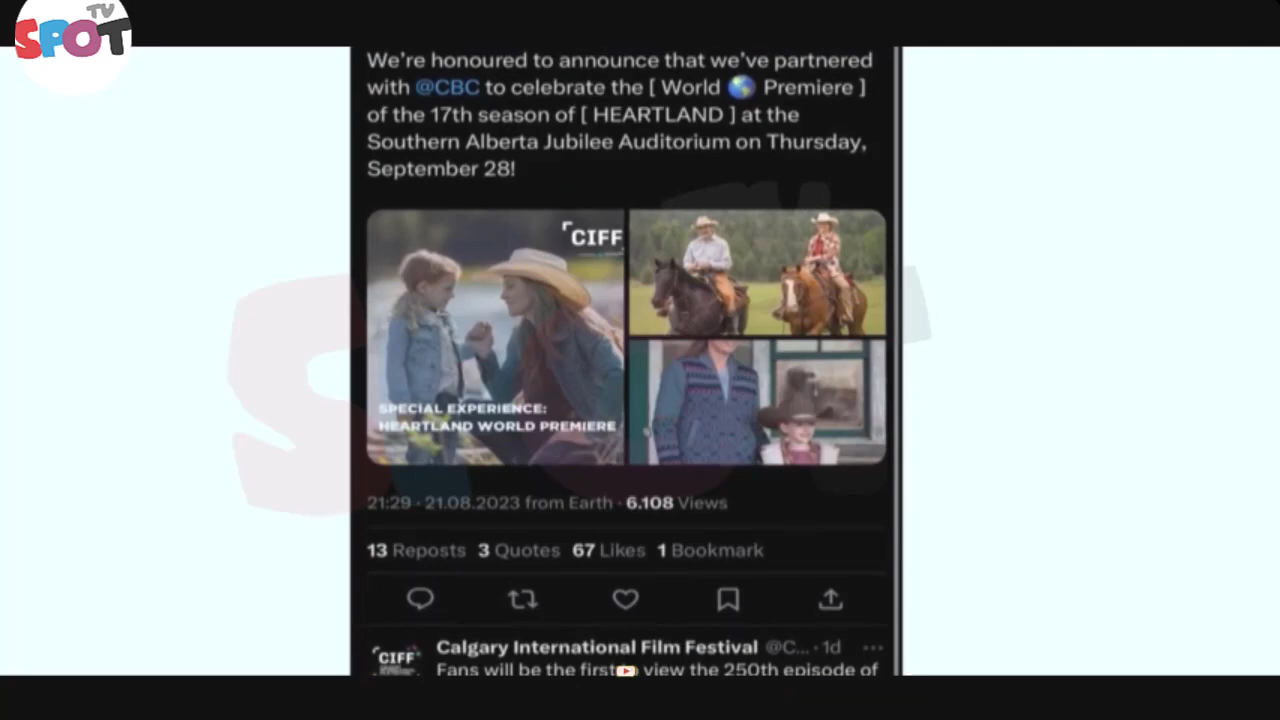 TV
SPOT
We're honoured to announce that we've partnered
with @CBC to celebrate the [ World 🌎 Premiere ]
of the 17th season of [ HEARTLAND ] at the
Southern Alberta Jubilee Auditorium on Thursday,
September 28!
CIFF
SPECIAL EXPERIENCE:
HEARTLAND WORLD PREMIERE
21:29 · 21.08.2023 from Earth · 6.108 Views
13 Reposts 3 Quotes 67 Likes 1 Bookmark
Calgary International Film Festival @C... · 1d
CIFF
Fans will be the first to view the 250th episode of